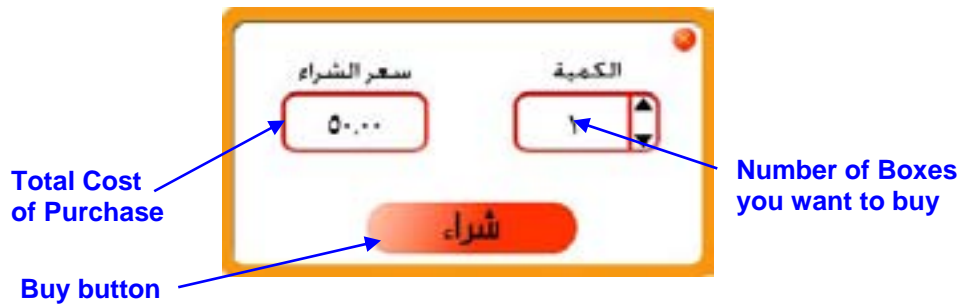 الكمية
سعر الشراء
١
٥٠.٠٠
Total Cost
of Purchase
Number of Boxes
you want to buy
شراء
Buy button